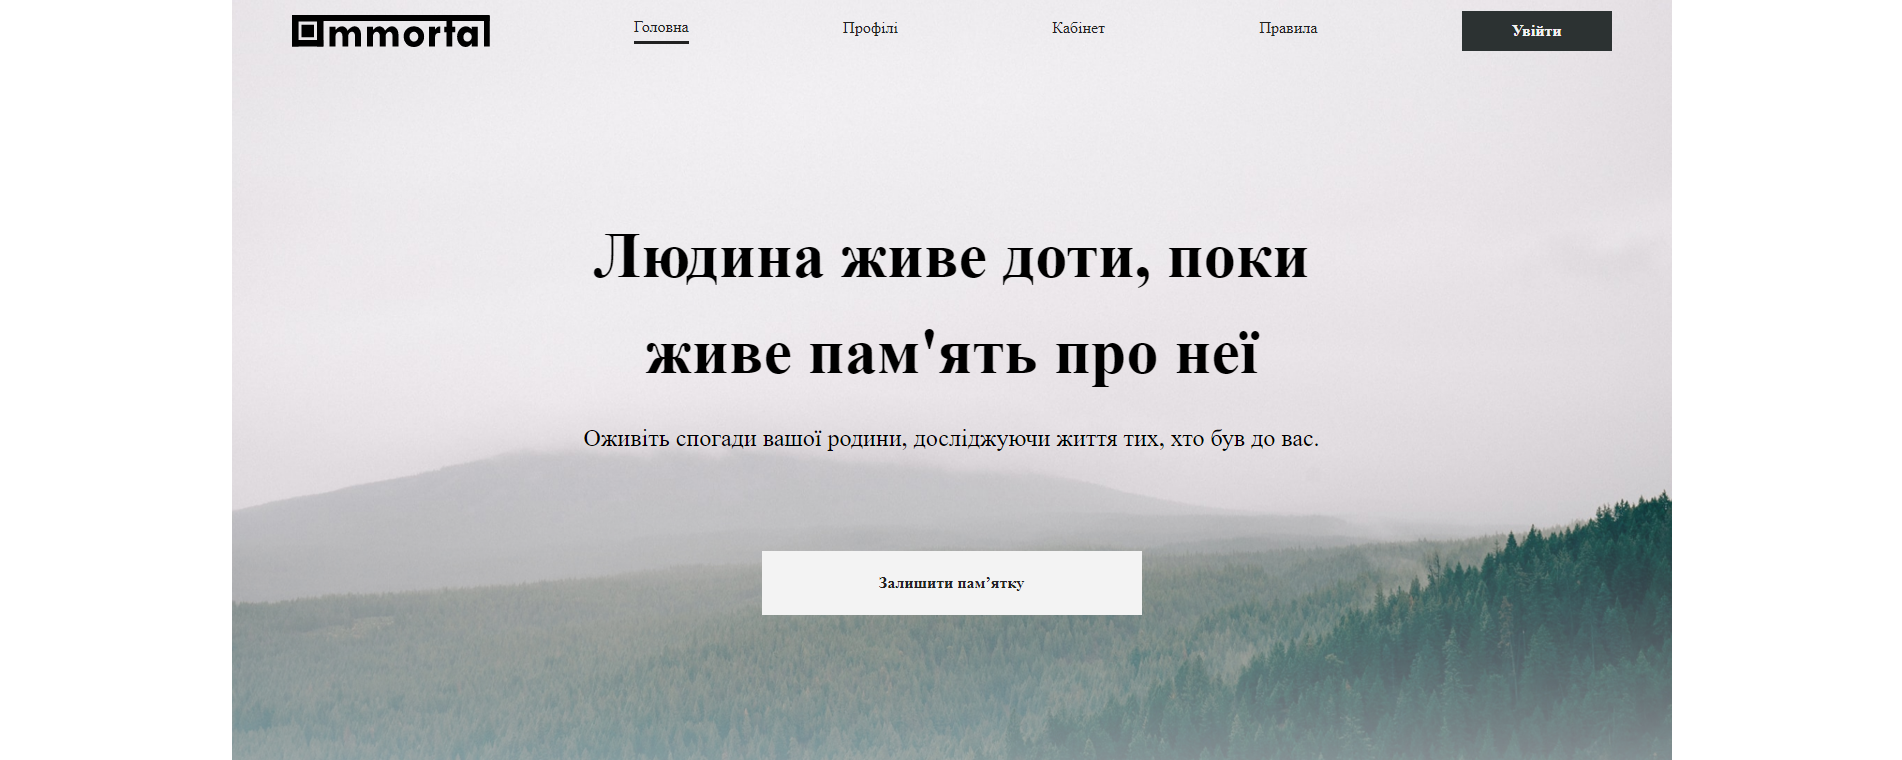 mmortal
Головна
Профілі
Кабінет
Правила
Увійти
Людина живе доти, поки
живе пам'ять про неї
Оживіть спогади вашої родини, досліджуючи життя тих, хто був до вас.
Залишити пам’ятку